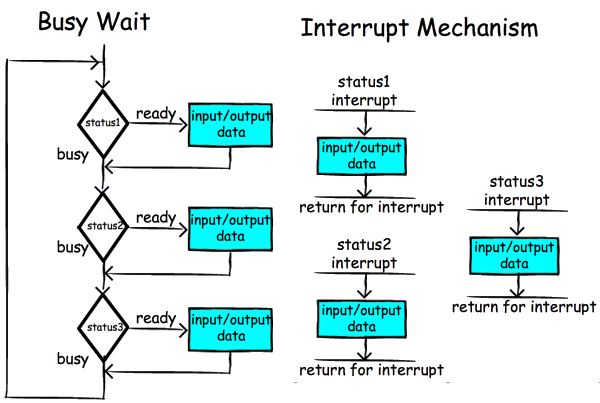 Busy Wait
status1
ready
input/output
data
busy
status2
ready
input/output
data
busy
status3
ready
input/output
data
busy
Interrupt Mechanism
status1
interrupt
input/output
data
return for interrupt
status2
interrupt
input/output
data
return for interrupt
status3
interrupt
input/output
data
return for interrupt